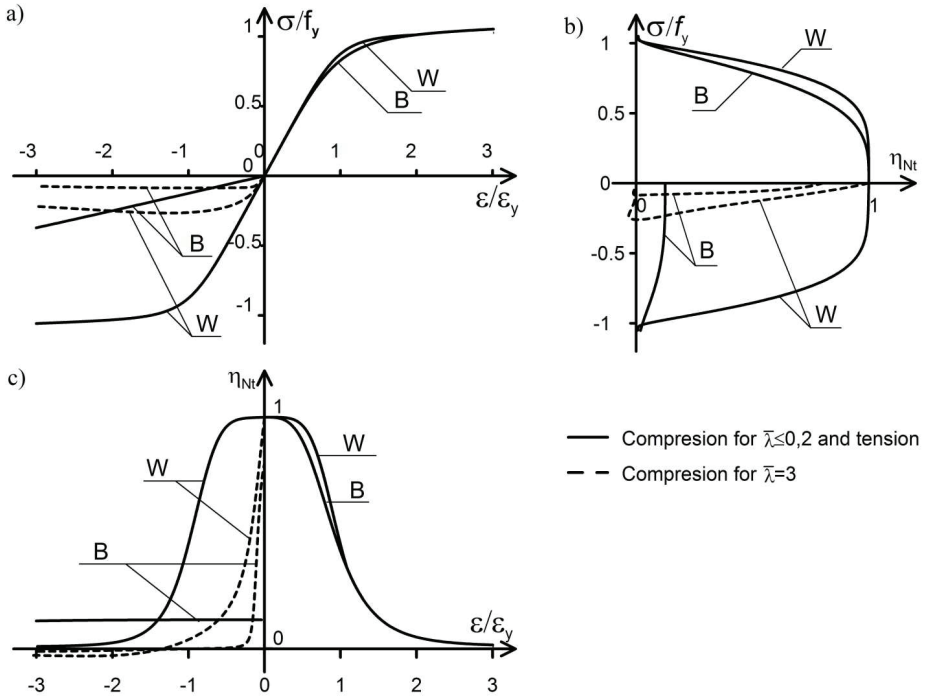 a)
σ/fy
1
0.5
W
B
-3
-2
-1
0
0
1
2
3
ε/εy
B
-0.5
-1
W
b)
σ/fy
1
W
0.5
B
ηNt
0
0
1
B
-0.5
W
-1
c)
ηNt
1
W
W
B
B
ε/εy
0
-3
-2
-1
0
1
2
3
Compresion for λ̅≤0,2 and tension
Compresion for λ̅=3